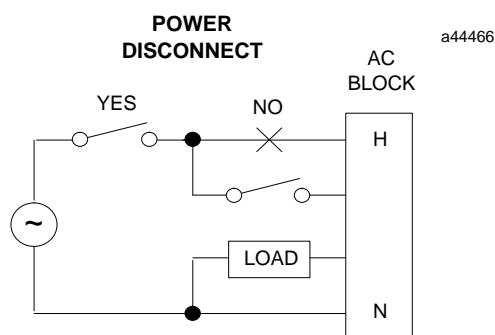 POWER
DISCONNECT
a44466
AC
BLOCK
YES
NO
H
~
LOAD
N